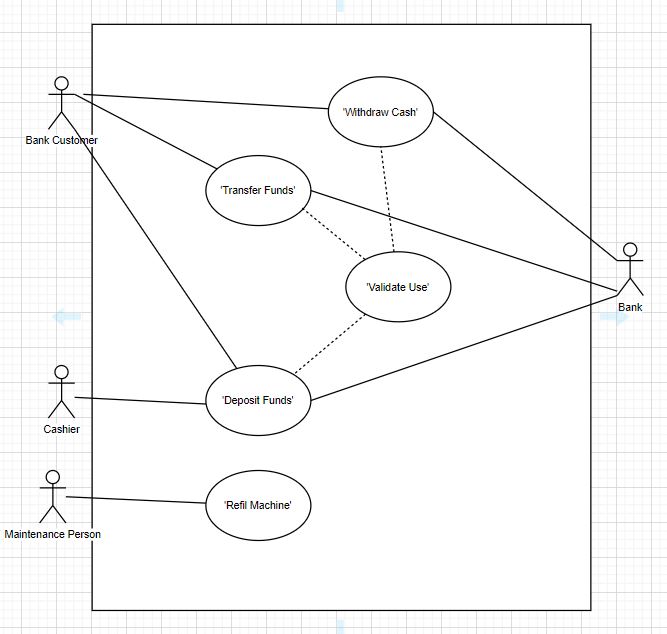 'Withdraw Cash'
Bank Customer
'Transfer Funds'
'Validate Use'
Bank
'Deposit Funds'
Cashier
'Refil Machine'
Maintenance Person